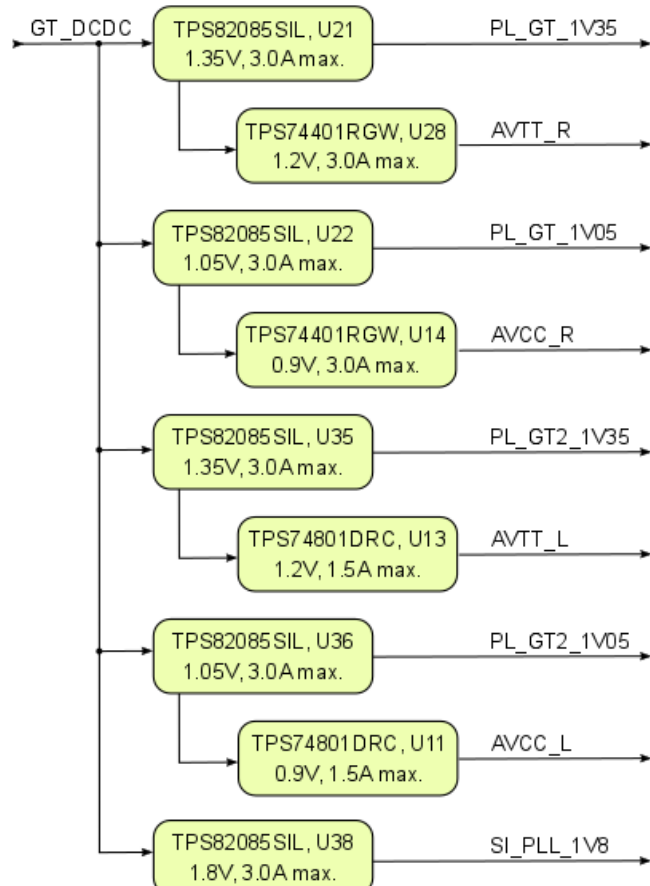 GT_DCDC
TPS82085SIL, U21
1.35V, 3.0A max.
PL_GT_1V35
TPS74401RGW, U28
1.2V, 3.0A max.
AVTT_R
TPS82085SIL, U22
1.05V, 3.0A max.
PL_GT_1V05
TPS74401RGW, U14
0.9V, 3.0A max.
AVCC_R
TPS82085SIL, U35
1.35V, 3.0A max.
PL_GT2_1V35
TPS74801DRC, U13
1.2V, 1.5A max.
AVTT_L
TPS82085SIL, U36
1.05V, 3.0A max.
PL_GT2_1V05
TPS74801DRC, U11
0.9V, 1.5A max.
AVCC_L
TPS82085SIL, U38
1.8V, 3.0A max.
SI_PLL_1V8